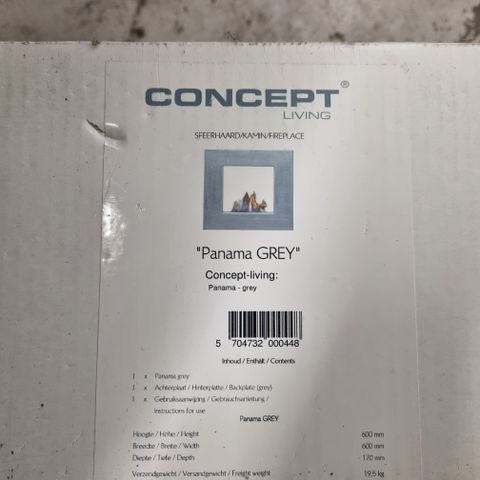 CONCEPT®
LIVING
SFEERHAARD/KAMIN/FIREPLACE
"Panama GREY"
Concept-living:
Panama - grey
5 704732 000448
Inhoud / Enthält / Contents
1 x Panama grey
1 x Achterplaat / Hinterplatte / Backplate (grey)
1 x Gebruiksaanwijzing / Gebrauchsanleitung /
Instructions for use
Panama GREY
Hoogte / Höhe / Height 600 mm
Breedte / Breite / Width 600 mm
Diepte / Tiefe / Depth 170 mm
Verzendgewicht / Versandgewicht / Freight weight 19,5 kg